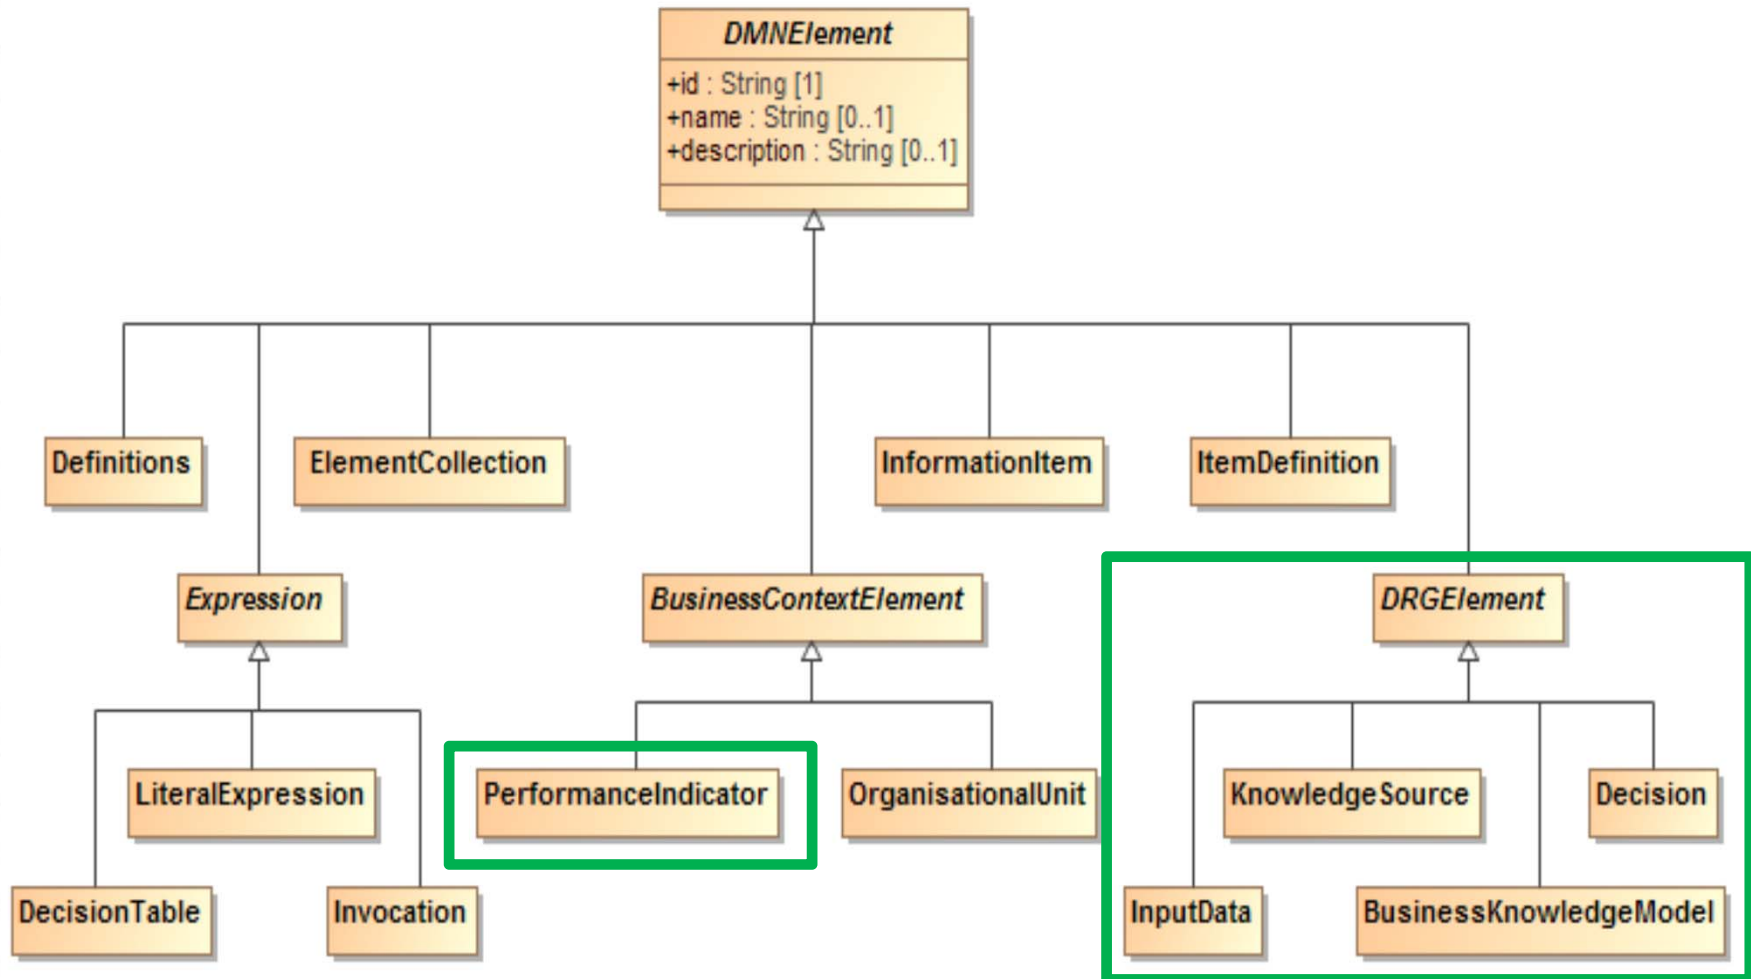 DMNElement
+id : String [1]
+name : String [0..1]
+description : String [0..1]
Definitions
ElementCollection
InformationItem
ItemDefinition
Expression
BusinessContextElement
DRGElement
LiteralExpression
PerformanceIndicator
OrganisationalUnit
KnowledgeSource
Decision
DecisionTable
Invocation
InputData
BusinessKnowledgeModel